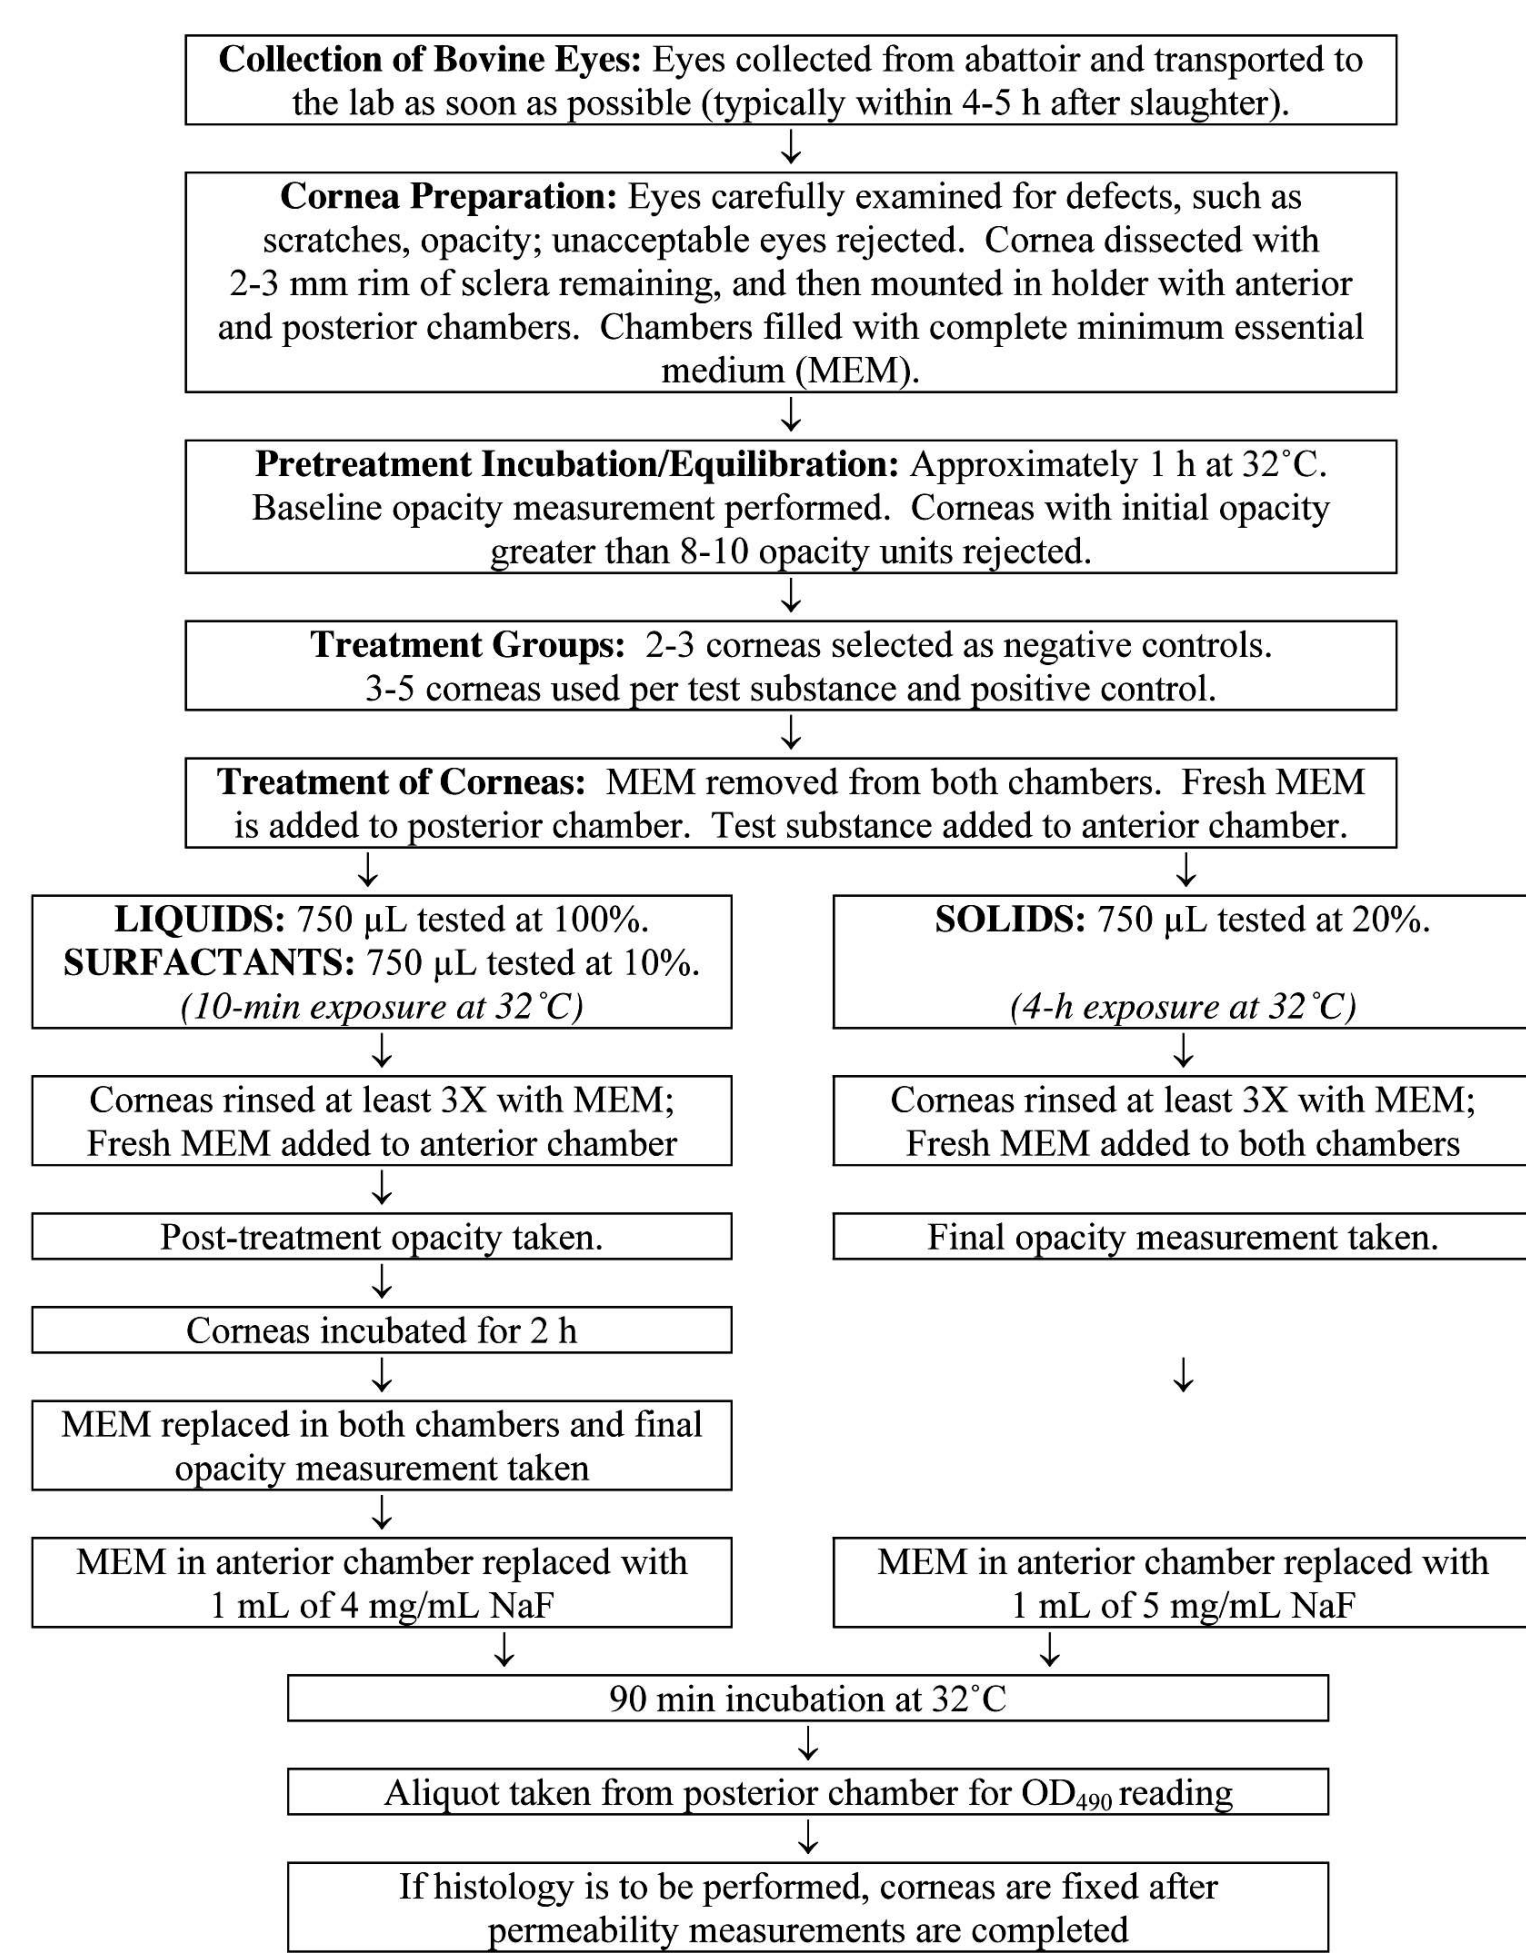 Collection of Bovine Eyes: Eyes collected from abattoir and transported to
the lab as soon as possible (typically within 4-5 h after slaughter).
Cornea Preparation: Eyes carefully examined for defects, such as
scratches, opacity; unacceptable eyes rejected. Cornea dissected with
2-3 mm rim of sclera remaining, and then mounted in holder with anterior
and posterior chambers. Chambers filled with complete minimum essential
medium (MEM).
Pretreatment Incubation/Equilibration: Approximately 1 h at 32˚C.
Baseline opacity measurement performed. Corneas with initial opacity
greater than 8-10 opacity units rejected.
Treatment Groups: 2-3 corneas selected as negative controls.
3-5 corneas used per test substance and positive control.
Treatment of Corneas: MEM removed from both chambers. Fresh MEM
is added to posterior chamber. Test substance added to anterior chamber.
LIQUIDS: 750 µL tested at 100%.
SURFACTANTS: 750 µL tested at 10%.
(10-min exposure at 32˚C)
SOLIDS: 750 µL tested at 20%.
(4-h exposure at 32˚C)
Corneas rinsed at least 3X with MEM;
Fresh MEM added to anterior chamber
Corneas rinsed at least 3X with MEM;
Fresh MEM added to both chambers
Post-treatment opacity taken.
Final opacity measurement taken.
Corneas incubated for 2 h
MEM replaced in both chambers and final
opacity measurement taken
MEM in anterior chamber replaced with
1 mL of 4 mg/mL NaF
MEM in anterior chamber replaced with
1 mL of 5 mg/mL NaF
90 min incubation at 32˚C
Aliquot taken from posterior chamber for OD490 reading
If histology is to be performed, corneas are fixed after
permeability measurements are completed